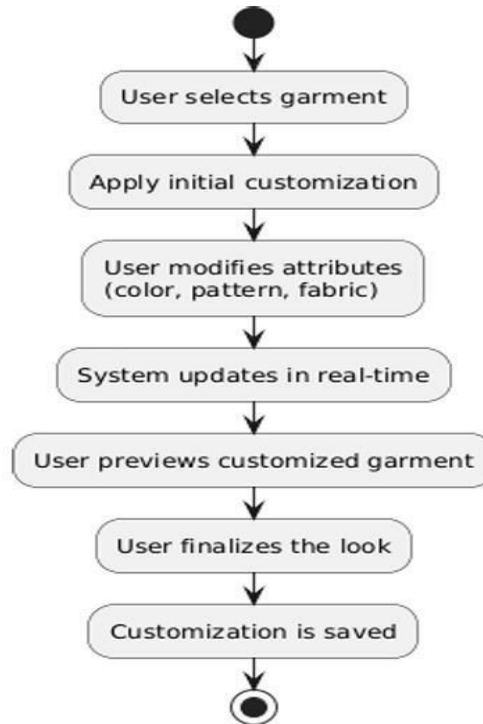 User selects garment
Apply initial customization
User modifies attributes
(color, pattern, fabric)
System updates in real-time
User previews customized garment
User finalizes the look
Customization is saved